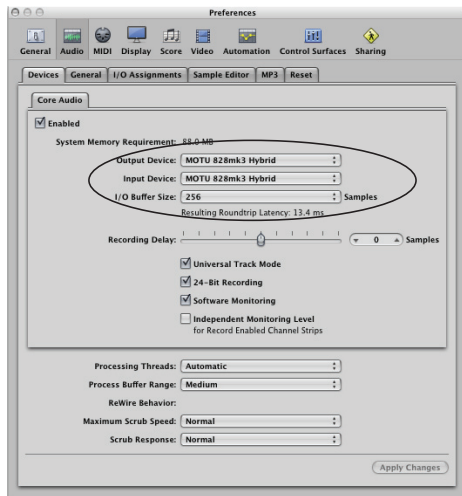 Preferences
General Audio MIDI Display Score Video Automation Control Surfaces Sharing
Devices General I/O Assignments Sample Editor MP3 Reset
Core Audio
Enabled
System Memory Requirement: 88.0 MB
Output Device: MOTU 828mk3 Hybrid
Input Device: MOTU 828mk3 Hybrid
I/O Buffer Size: 256 Samples
Resulting Roundtrip Latency: 13.4 ms
Recording Delay: 0 Samples
Universal Track Mode
24-Bit Recording
Software Monitoring
Independent Monitoring Level
for Record Enabled Channel Strips
Processing Threads: Automatic
Process Buffer Range: Medium
ReWire Behavior:
Maximum Scrub Speed: Normal
Scrub Response: Normal
Apply Changes